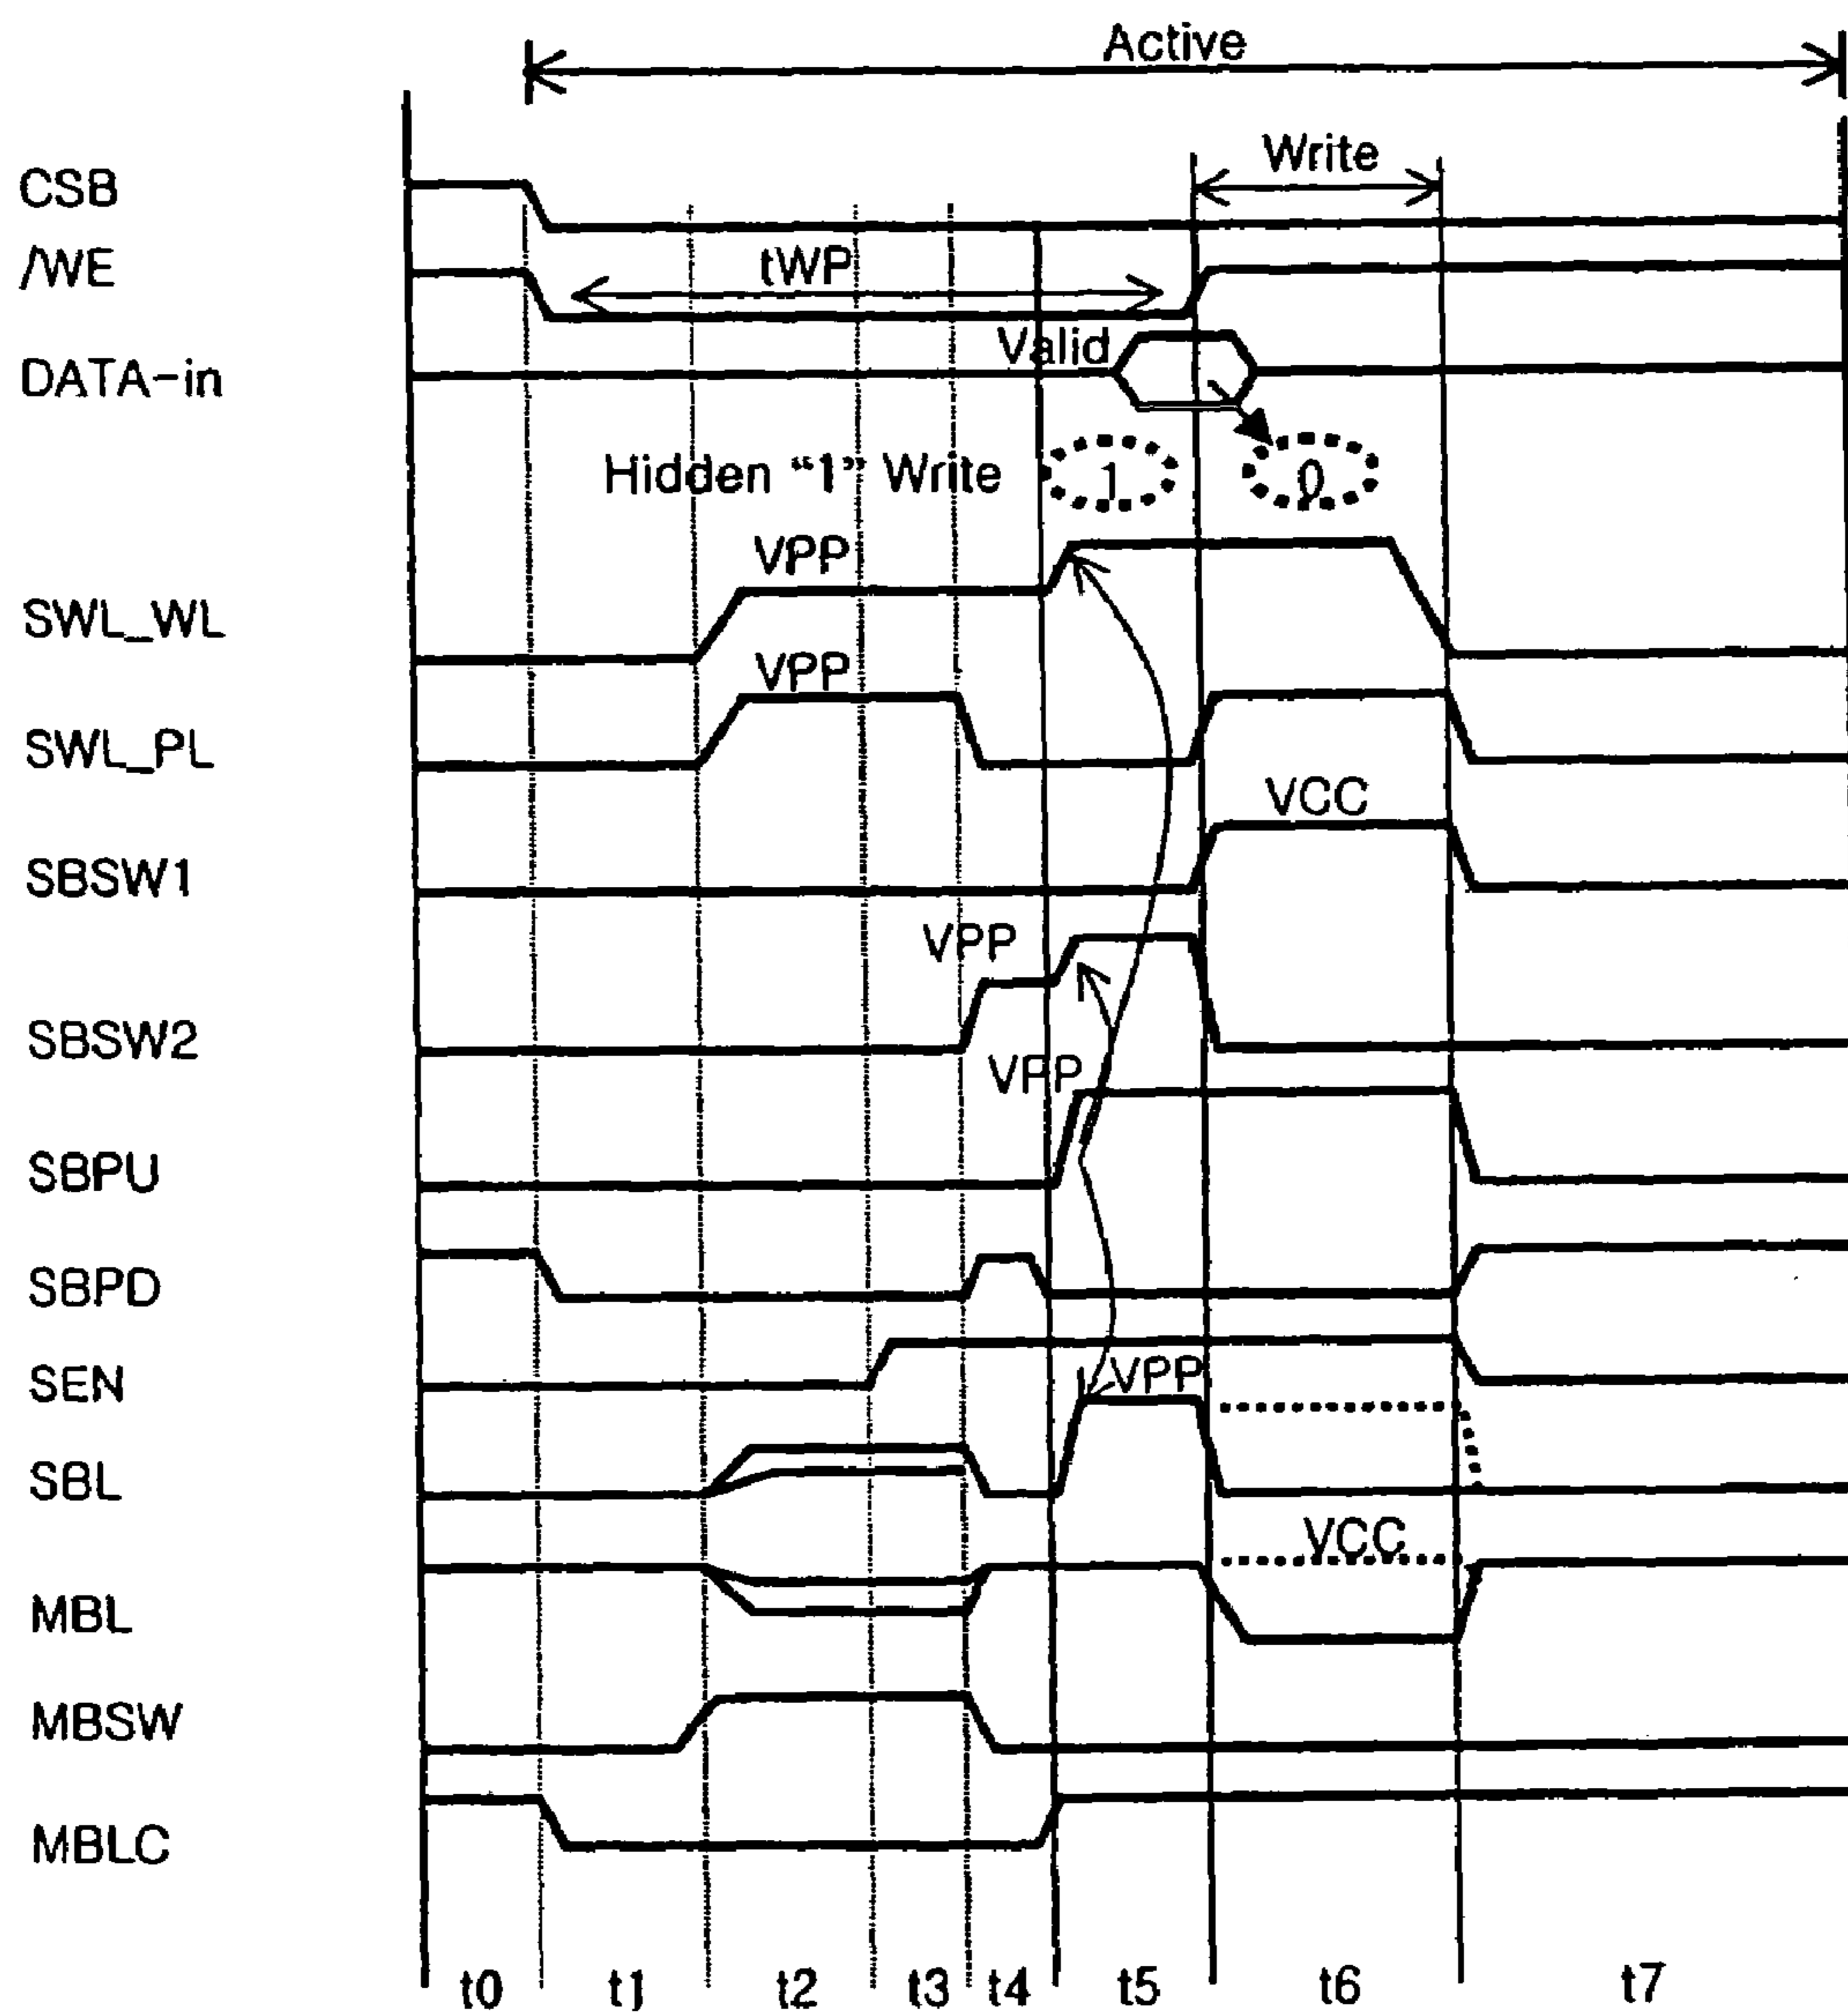 Active
Write
CSB
/WE
tWP
Valid
DATA-in
Hidden “1” Write
1
0
VPP
SWL_WL
VPP
SWL_PL
VCC
SBSW1
VPP
SBSW2
VPP
SBPU
SBPD
SEN
VPP
SBL
VCC
MBL
MBSW
MBLC
t0 t1 t2 t3 t4 t5 t6 t7